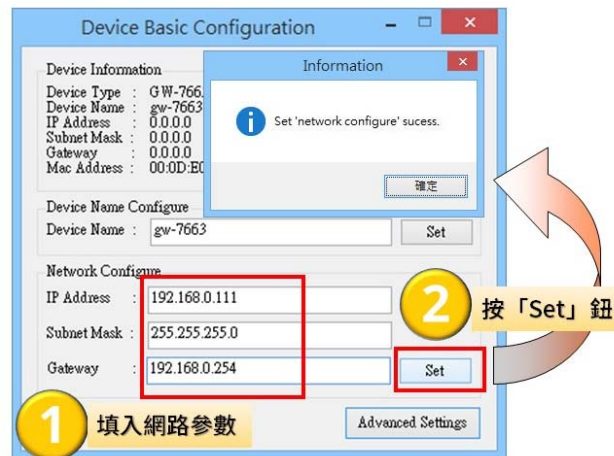 Device Basic Configuration
Device Information
Device Type : GW-766
Device Name : gw-7663
IP Address : 0.0.0.0
Subnet Mask : 0.0.0.0
Gateway : 0.0.0.0
Mac Address : 00:0D:E0
Information
Set 'network configure' sucess.
確定
Device Name Configure
Device Name : gw-7663
Set
Network Configure
IP Address : 192.168.0.111
Subnet Mask : 255.255.255.0
Gateway : 192.168.0.254
Set
2 按「Set」鈕
1 填入網路參數
Advanced Settings